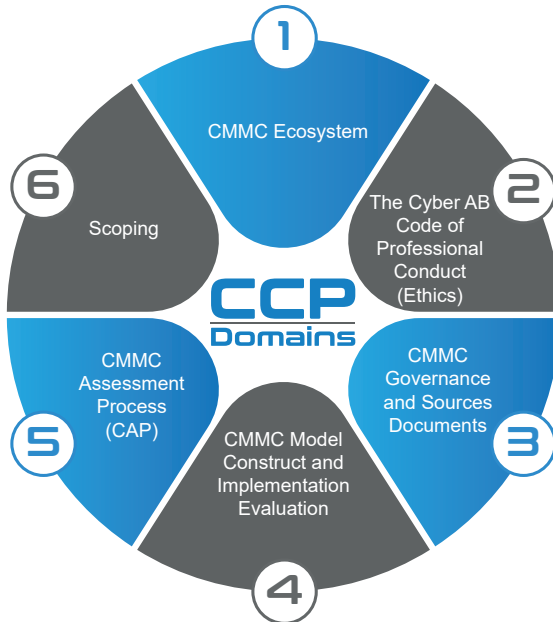 1
CMMC Ecosystem
2
The Cyber AB
Code of
Professional
Conduct
(Ethics)
3
CMMC
Governance
and Sources
Documents
4
CMMC Model
Construct and
Implementation
Evaluation
5
CMMC
Assessment
Process
(CAP)
6
Scoping
CCP
Domains